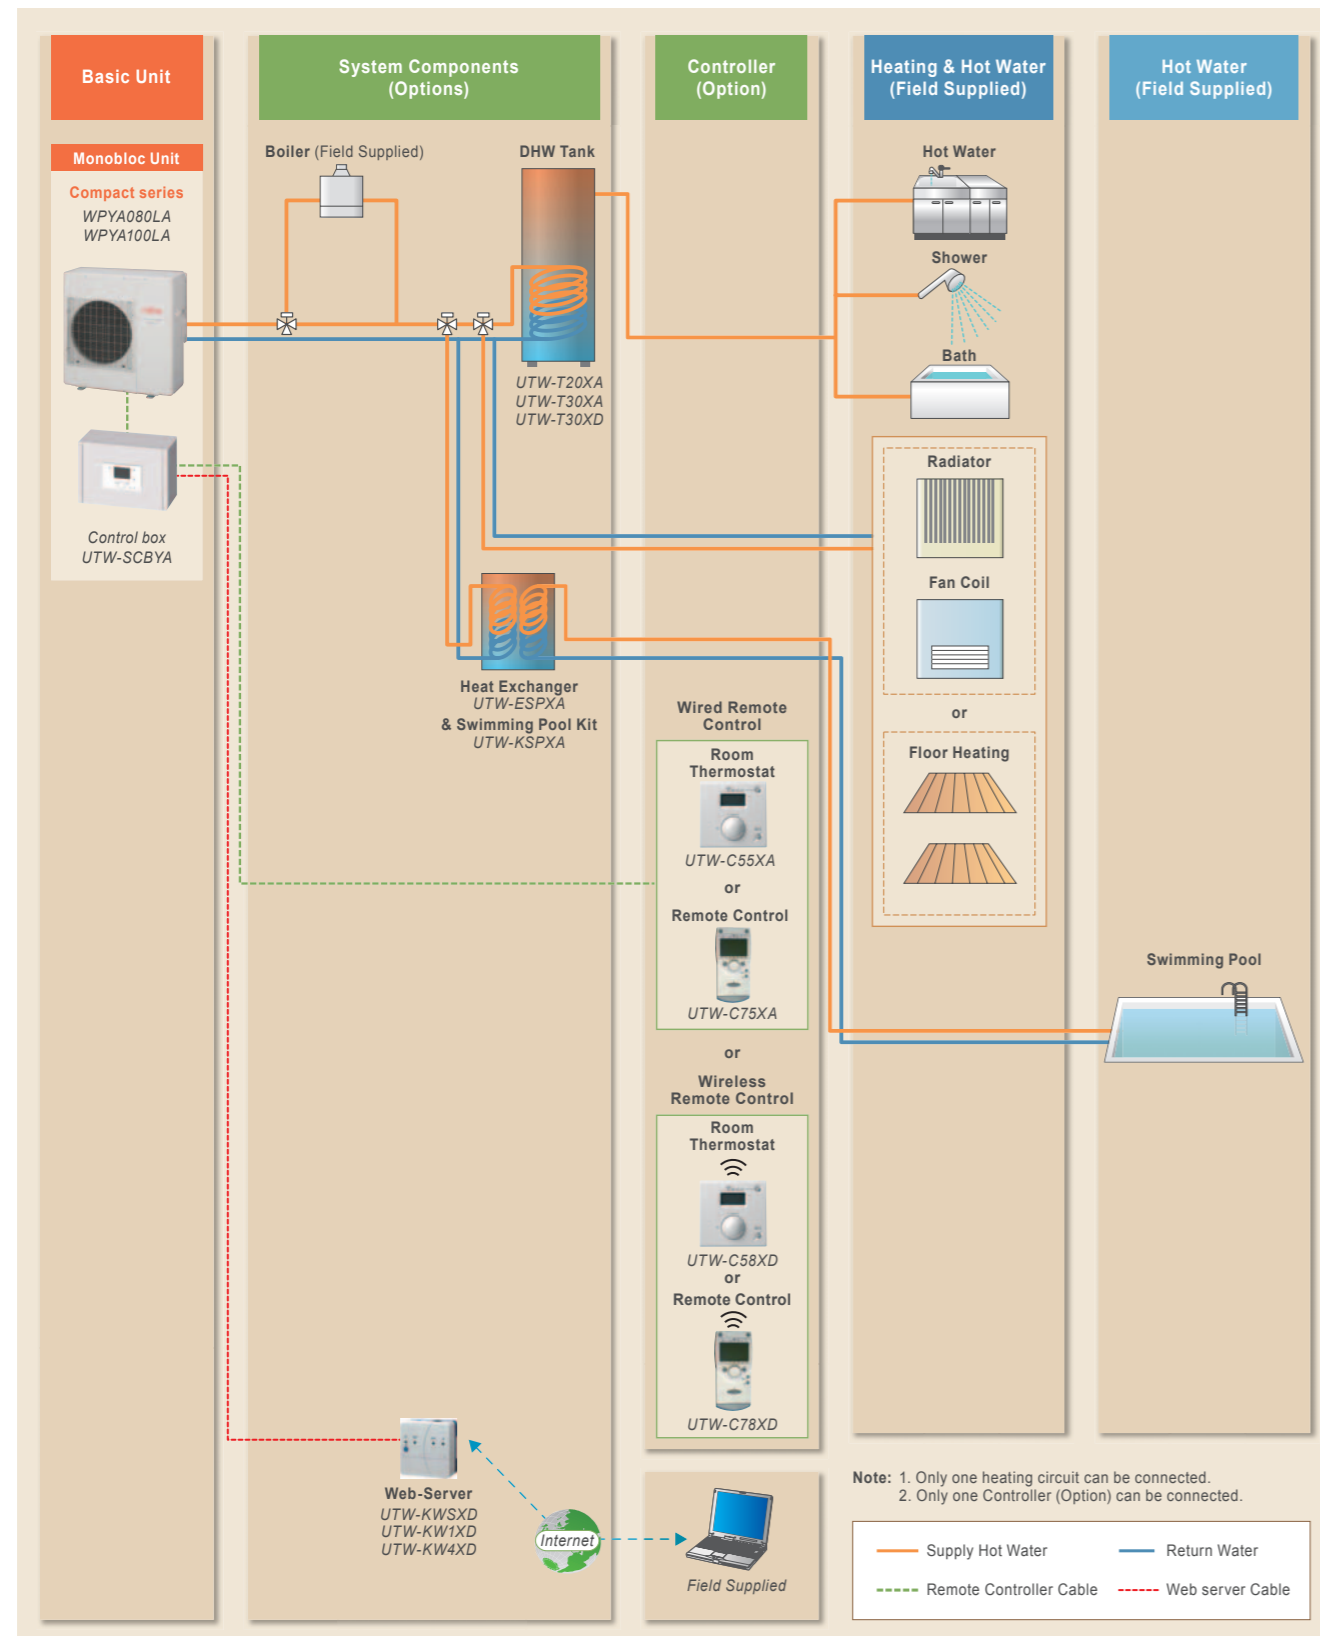 Basic Unit
System Components
(Options)
Controller
(Option)
Heating & Hot Water
(Field Supplied)
Hot Water
(Field Supplied)
Monobloc Unit
Compact series
WPYA080LA
WPYA100LA
Control box
UTW-SCBYA
Boiler (Field Supplied)
DHW Tank
UTW-T20XA
UTW-T30XA
UTW-T30XD
Heat Exchanger
UTW-ESPXA
& Swimming Pool Kit
UTW-KSPXA
Web-Server
UTW-KWSXD
UTW-KW1XD
UTW-KW4XD
Internet
Wired Remote
Control
Room
Thermostat
UTW-C55XA
or
Remote Control
UTW-C75XA
or
Wireless
Remote Control
Room
Thermostat
UTW-C58XD
or
Remote Control
UTW-C78XD
Field Supplied
Hot Water
Shower
Bath
Radiator
Fan Coil
or
Floor Heating
Swimming Pool
Note: 1. Only one heating circuit can be connected.
2. Only one Controller (Option) can be connected.
Supply Hot Water
Return Water
Remote Controller Cable
Web server Cable